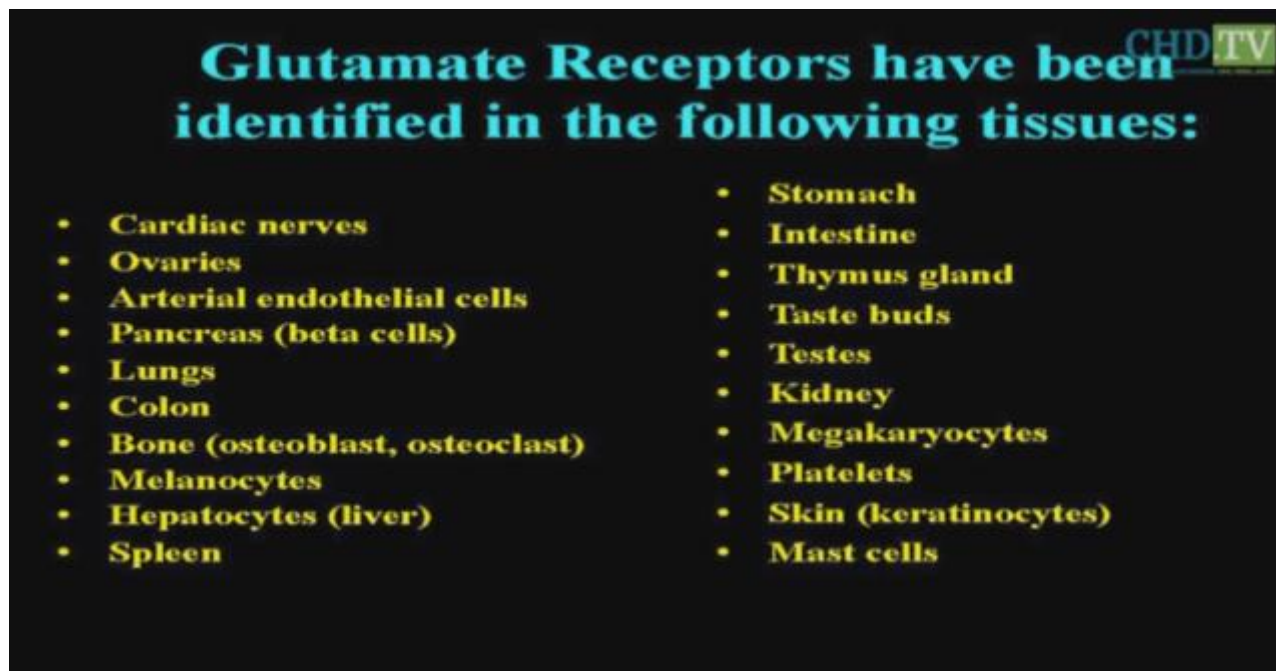 CHD.TV
Glutamate Receptors have been
identified in the following tissues:
• Cardiac nerves
• Ovaries
• Arterial endothelial cells
• Pancreas (beta cells)
• Lungs
• Colon
• Bone (osteoblast, osteoclast)
• Melanocytes
• Hepatocytes (liver)
• Spleen
• Stomach
• Intestine
• Thymus gland
• Taste buds
• Testes
• Kidney
• Megakaryocytes
• Platelets
• Skin (keratinocytes)
• Mast cells